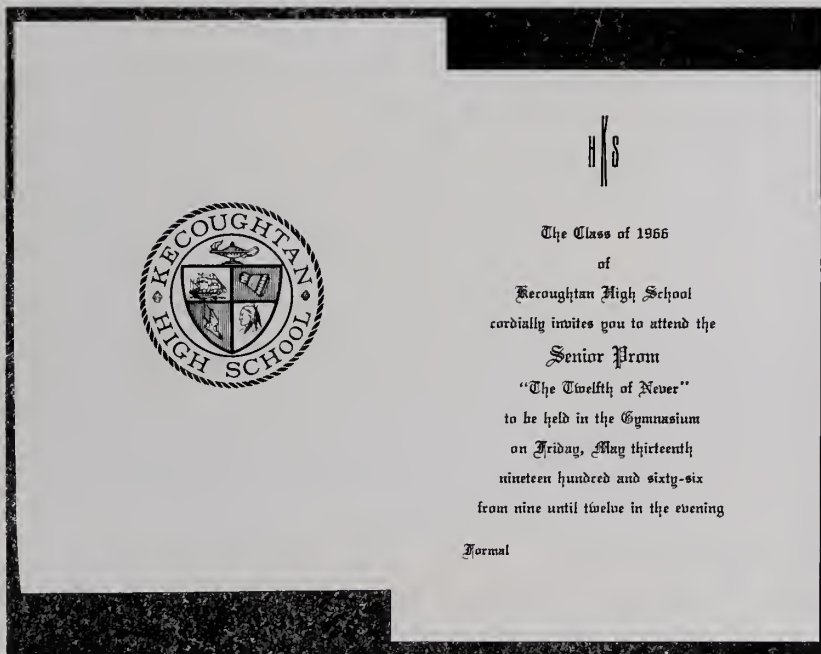 KECOUGHTAN
HIGH SCHOOL
HKS
The Class of 1966
of
Kecoughtan High School
cordially invites you to attend the
Senior Prom
"The Twelfth of Never"
to be held in the Gymnasium
on Friday, May thirteenth
nineteen hundred and sixty-six
from nine until twelve in the evening
Formal